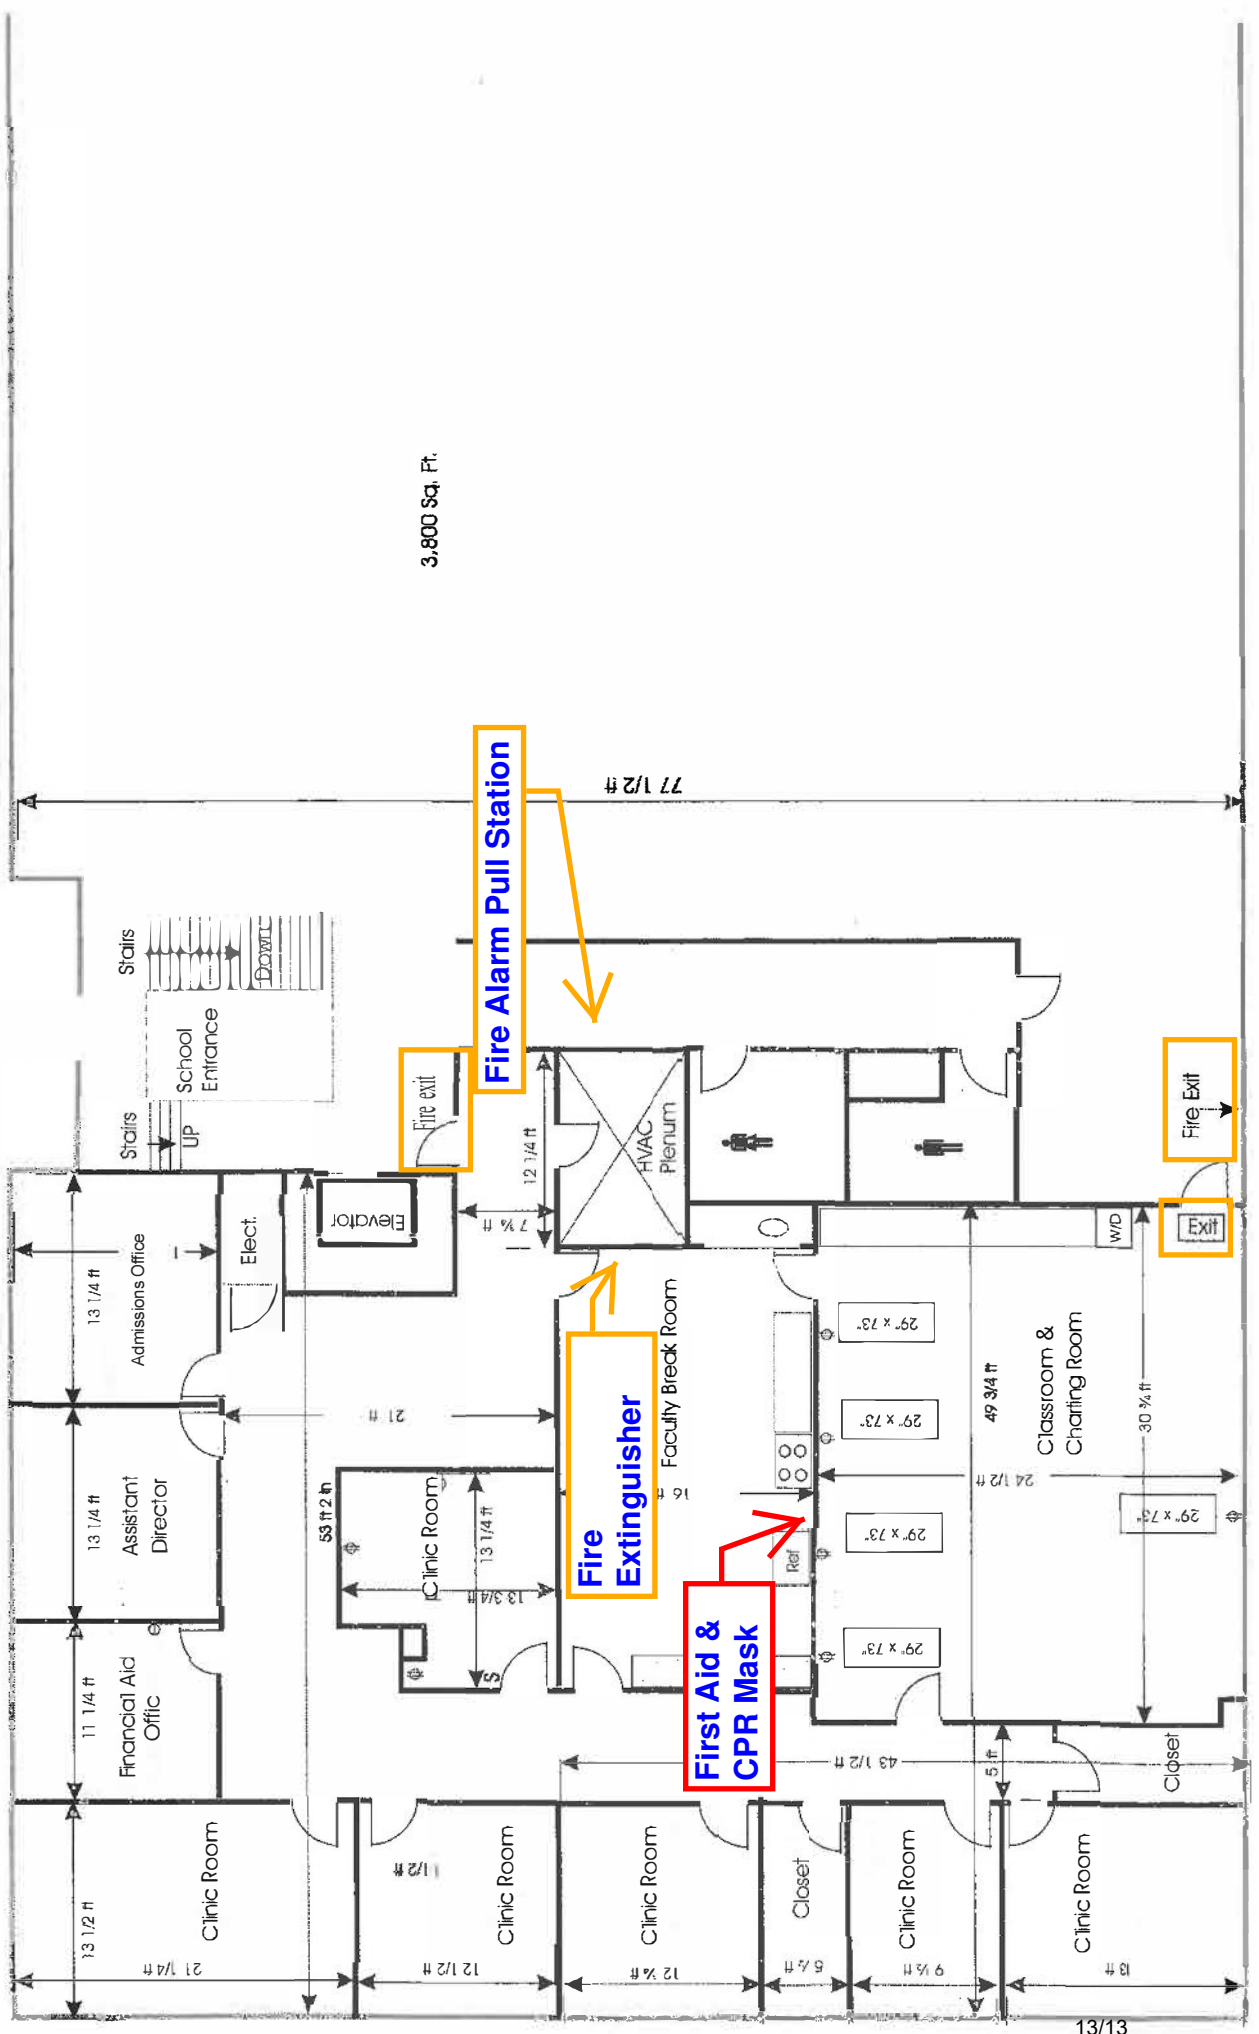 3,800 Sq. Ft.
77 1/2 ft
Fire Alarm Pull Station
Stairs
Down
School
Entrance
Stairs
UP
Fire exit
Fire Exit
Exit
12 1/4 ft
HVAC
Plenum
7 ¾ ft
Elevator
Elect.
Admissions Office
13 1/4 ft
W/D
29" x 73"
29" x 73"
29" x 73"
29" x 73"
29" x 73"
Faculty Break Room
49 3/4 ft
Classroom &
Charting Room
30 ¾ ft
21 ft
24 1/2 ft
16 ft
Fire
Extinguisher
Assistant
Director
13 1/4 ft
53 ft 2 in
Clinic Room
13 1/4 ft
13 3/4 ft
S
Ref
First Aid &
CPR Mask
Financial Aid
Offic
11 1/4 ft
43 1/2 ft
5 ft
Closet
Clinic Room
13 1/2 ft
21 1/4 ft
1 1/2 ft
Clinic Room
12 1/2 ft
Clinic Room
12 ¾ ft
Closet
Clinic Room
9 ½ ft
Clinic Room
13 ft
13/13